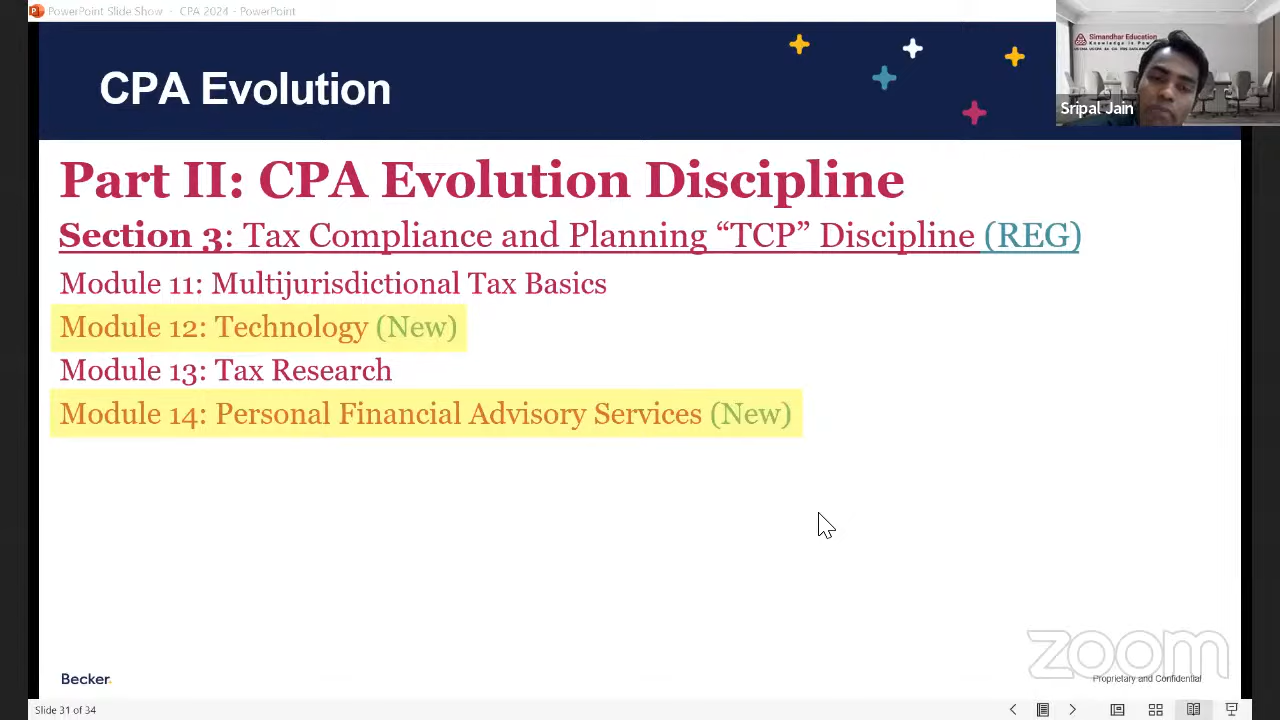 PowerPoint Slide Show - CPA 2024 - PowerPoint
Simandhar Education
Sripal Jain
CPA Evolution
Part II: CPA Evolution Discipline
Section 3: Tax Compliance and Planning “TCP” Discipline (REG)
Module 11: Multijurisdictional Tax Basics
Module 12: Technology (New)
Module 13: Tax Research
Module 14: Personal Financial Advisory Services (New)
zoom
Becker.
Proprietary and Confidential
Slide 31 of 34